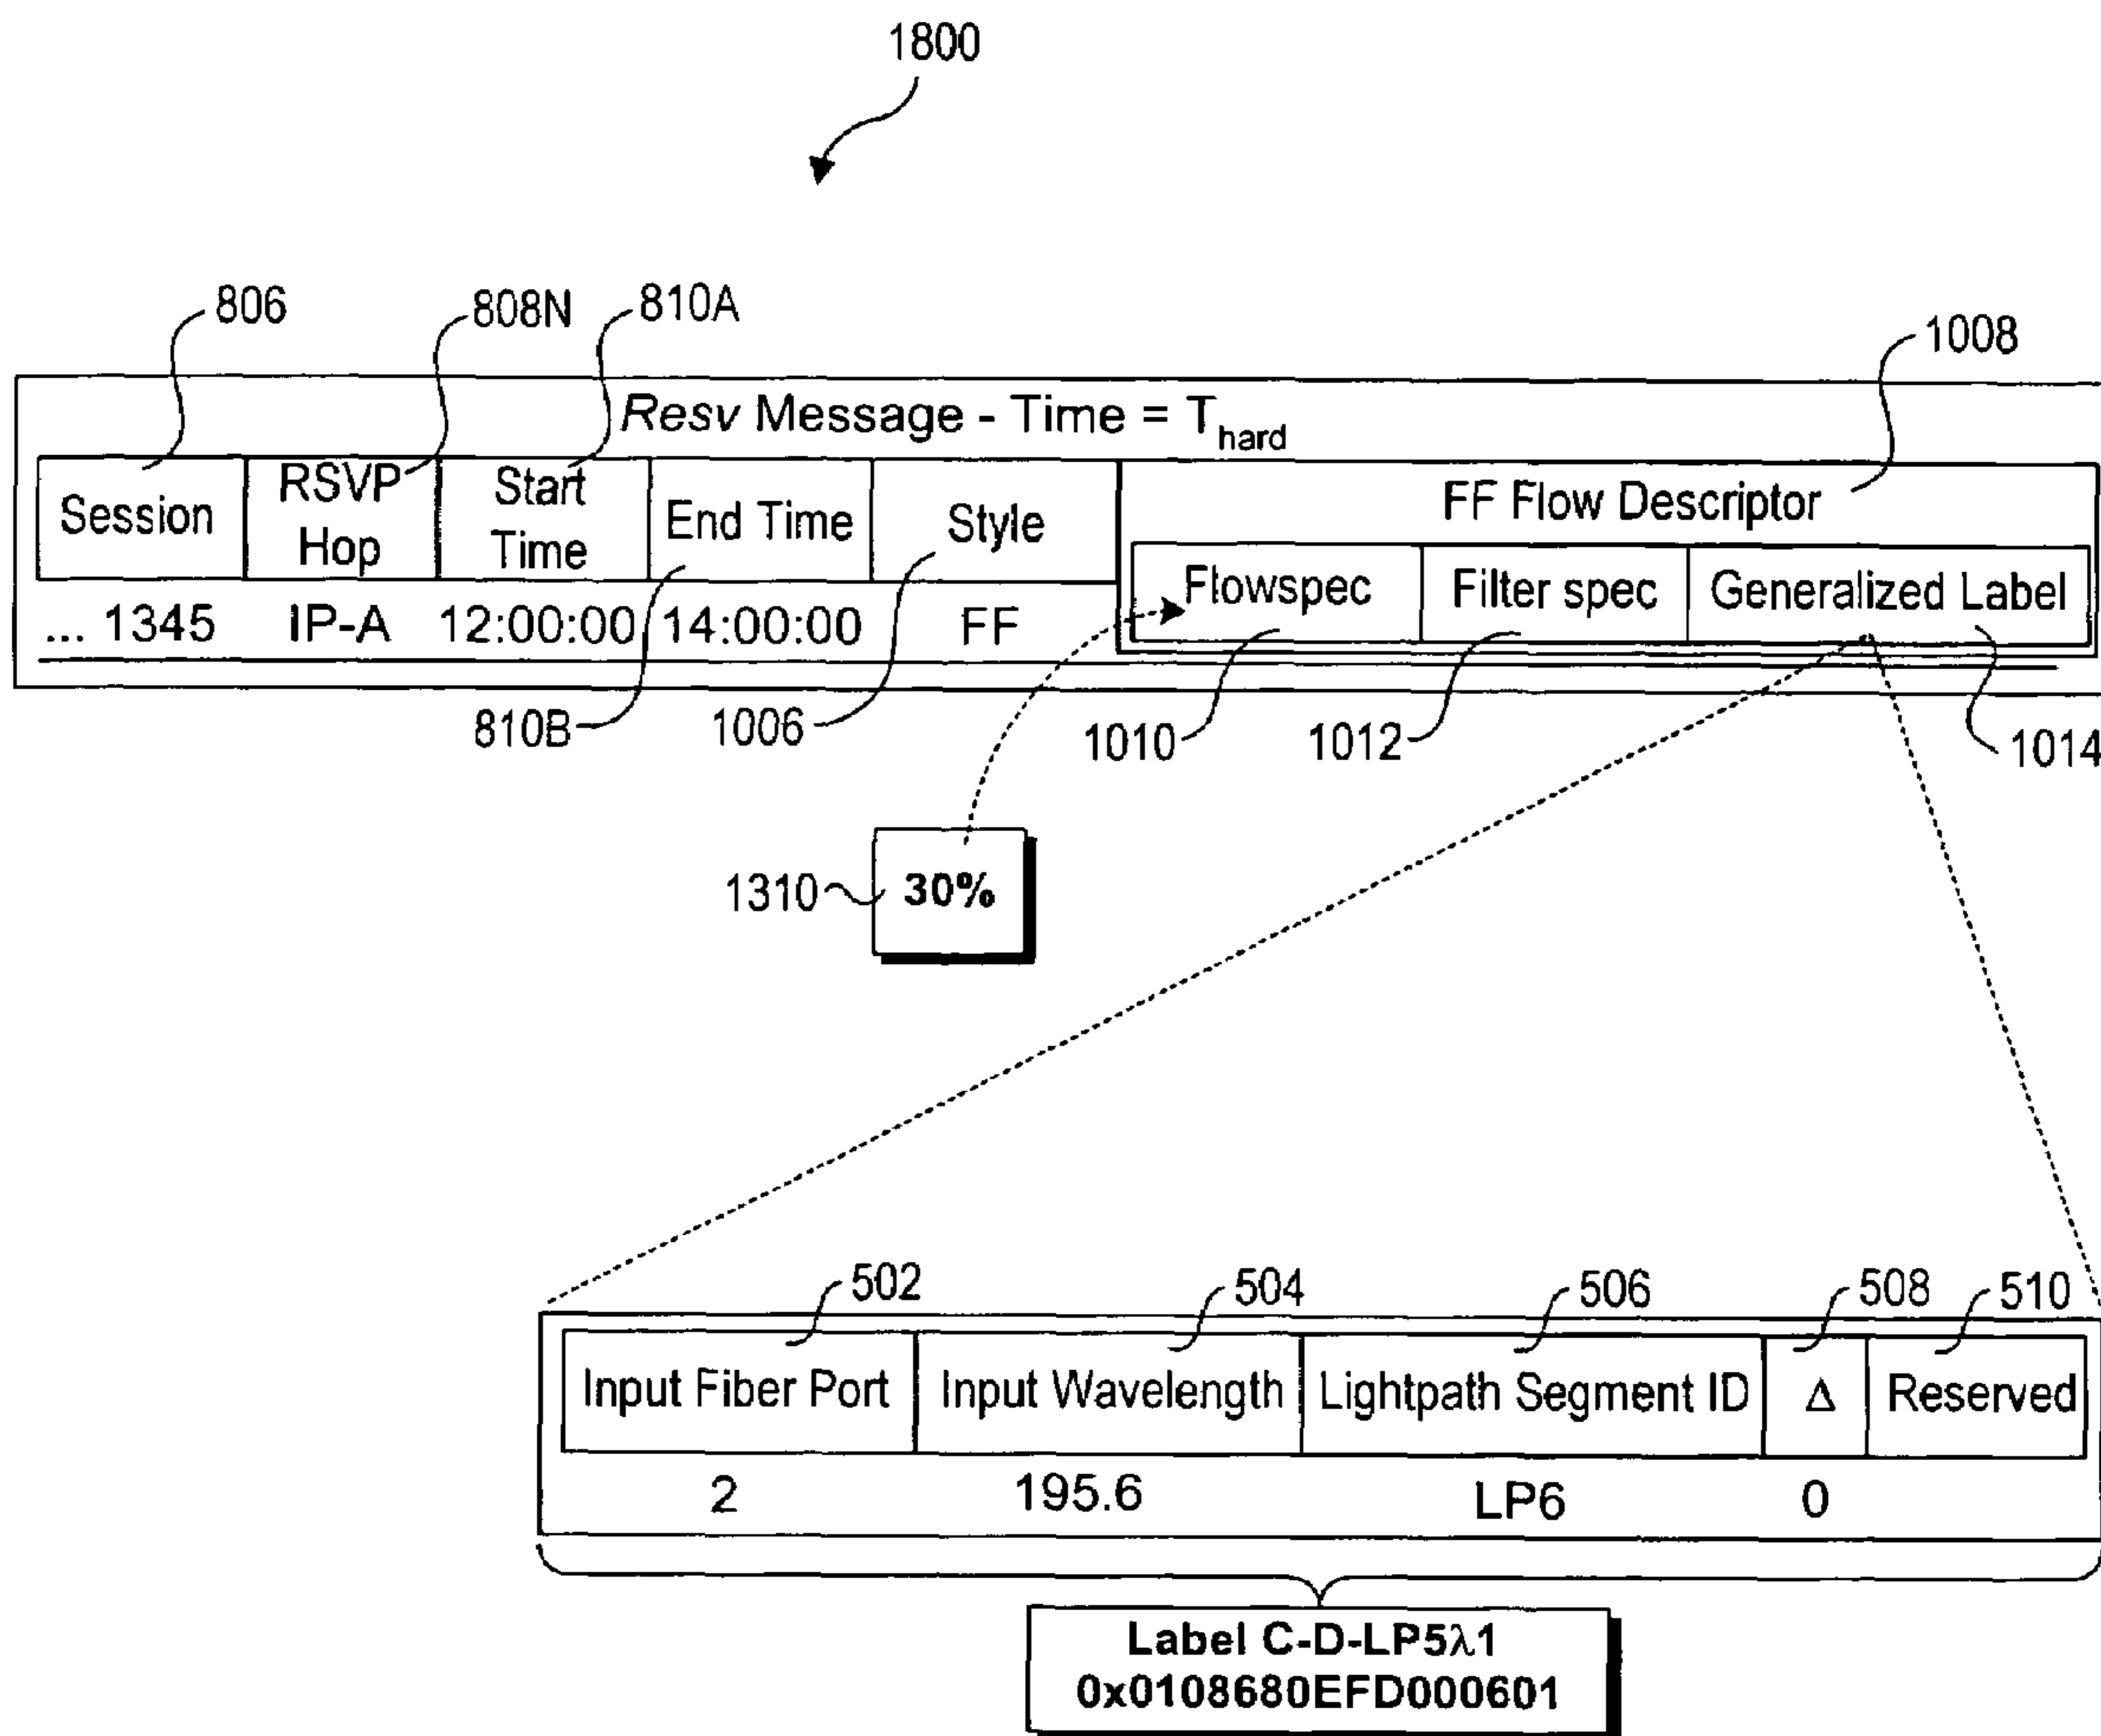 1800
806
808N
810A
1008
Resv Message - Time = Thard
Session
RSVP Hop
Start Time
End Time
Style
FF Flow Descriptor
Flowspec
Filter spec
Generalized Label
... 1345
IP-A
12:00:00
14:00:00
FF
810B
1006
1010
1012
1014
1310
30%
502
504
506
508
510
Input Fiber Port
Input Wavelength
Lightpath Segment ID
Δ
Reserved
2
195.6
LP6
0
Label C-D-LP5λ1
0x0108680EFD000601